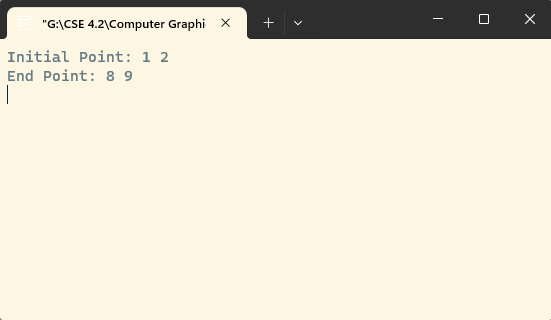 "G:\CSE 4.2\Computer Graphi
Initial Point: 1 2
End Point: 8 9